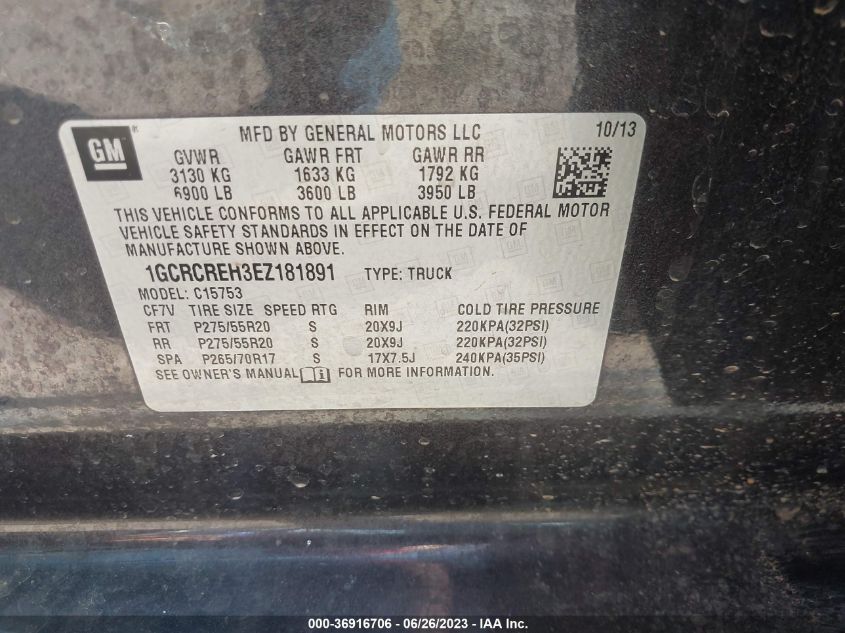 GM ® MFD BY GENERAL MOTORS LLC 10/13
GVWR GAWR FRT GAWR RR
3130 KG 1633 KG 1792 KG
6900 LB 3600 LB 3950 LB
THIS VEHICLE CONFORMS TO ALL APPLICABLE U.S. FEDERAL MOTOR
VEHICLE SAFETY STANDARDS IN EFFECT ON THE DATE OF
MANUFACTURE SHOWN ABOVE.
1GCRCREH3EZ181891 TYPE: TRUCK
MODEL: C15753
CF7V TIRE SIZE SPEED RTG RIM COLD TIRE PRESSURE
FRT P275/55R20 S 20X9J 220KPA(32PSI)
RR P275/55R20 S 20X9J 220KPA(32PSI)
SPA P265/70R17 S 17X7.5J 240KPA(35PSI)
SEE OWNER'S MANUAL FOR MORE INFORMATION.
000-36916706 - 06/26/2023 - IAA Inc.